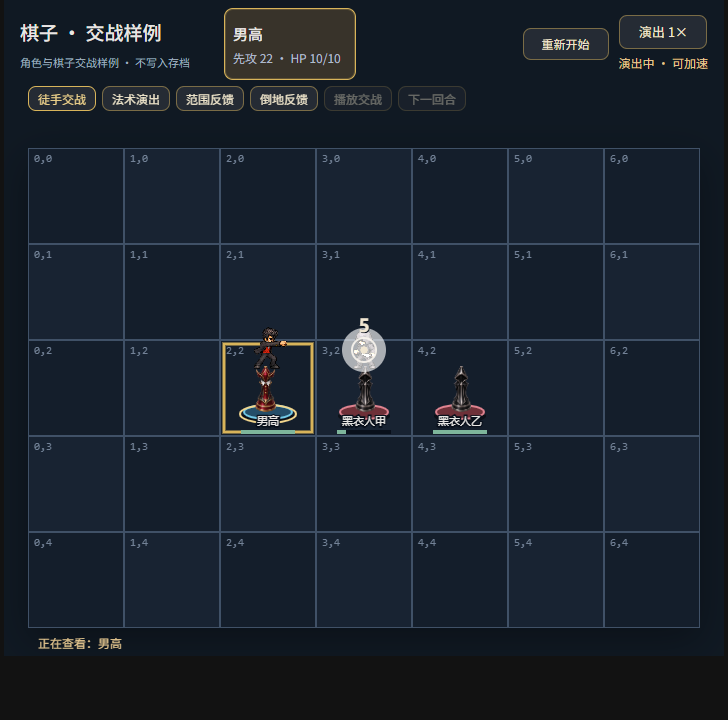 棋子 · 交战样例
角色与棋子交战样例 · 不写入存档
男高
先攻 22 · HP 10/10
重新开始
演出 1×
演出中 · 可加速
徒手交战
法术演出
范围反馈
倒地反馈
播放交战
下一回合
0,0 1,0 2,0 3,0 4,0 5,0 6,0
0,1 1,1 2,1 3,1 4,1 5,1 6,1
5
0,2 1,2 2,2 3,2 4,2 5,2 6,2
男高
黑衣人甲
黑衣人乙
0,3 1,3 2,3 3,3 4,3 5,3 6,3
0,4 1,4 2,4 3,4 4,4 5,4 6,4
正在查看: 男高